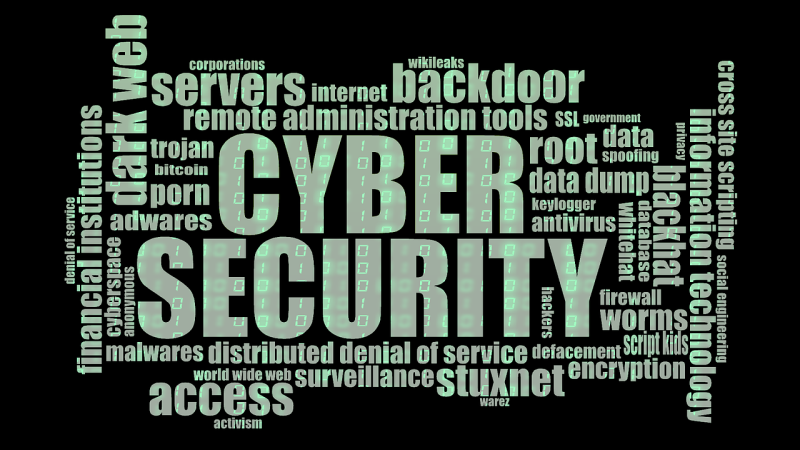 dark web
corporations
wikileaks
servers
internet
backdoor
remote administration tools
SSL
government
trojan
bitcoin
porn
adwares
CYBER
root
data
spoofing
data dump
keylogger
antivirus
privacy
blackhat
database
whitehat
information technology
cross site scripting
social engineering
denial of service
financial institutions
cyberspace
anonymous
SECURITY
hackers
firewall
worms
script kids
malwares
distributed denial of service
defacement
encryption
world wide web
surveillance
stuxnet
warez
access
activism